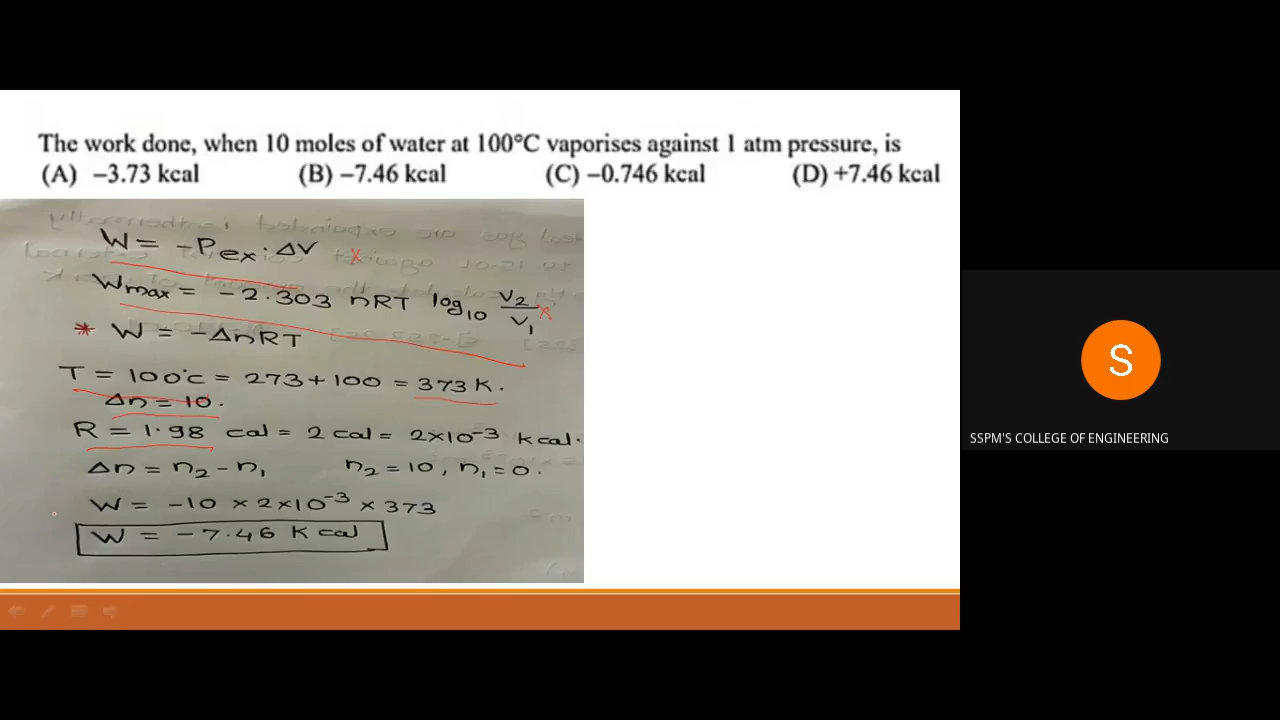 The work done, when 10 moles of water at 100°C vaporises against 1 atm pressure, is
(A) –3.73 kcal (B) –7.46 kcal (C) –0.746 kcal (D) +7.46 kcal
W = -Pex. ΔV x
Wmax = -2.303 nRT log10 V2/V1 x
* W = -ΔnRT
T = 100°c = 273+100 = 373 K.
Δn = 10.
R = 1.98 cal = 2 cal = 2×10-3 kcal.
Δn = n2 - n1 n2 = 10, n1 = 0.
W = -10 × 2×10-3 × 373
W = -7.46 K cal
S
SSPM'S COLLEGE OF ENGINEERING